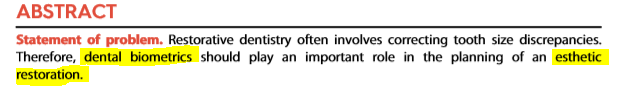 ABSTRACT
Statement of problem. Restorative dentistry often involves correcting tooth size discrepancies.
Therefore, dental biometrics should play an important role in the planning of an esthetic
restoration.